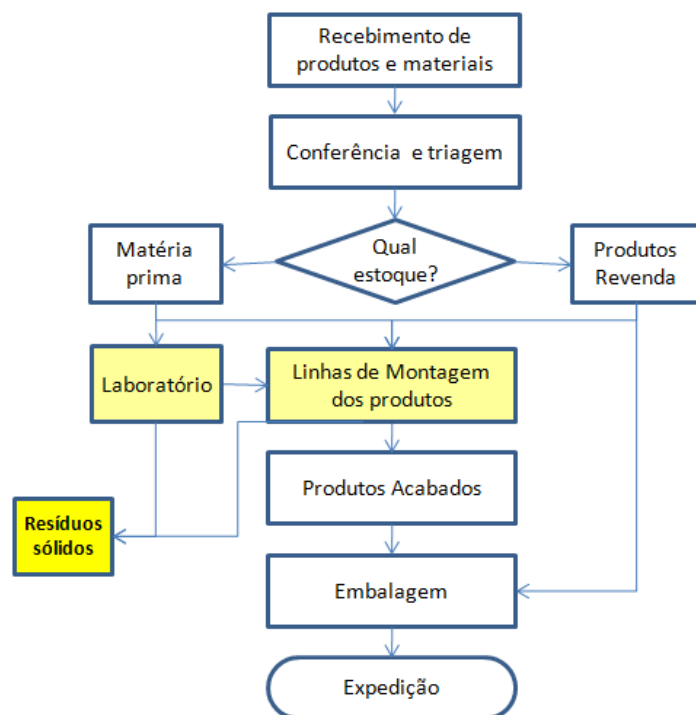 Recebimento de
produtos e materiais
Conferência e triagem
Qual
estoque?
Matéria
prima
Produtos
Revenda
Laboratório
Linhas de Montagem
dos produtos
Produtos Acabados
Resíduos
sólidos
Embalagem
Expedição